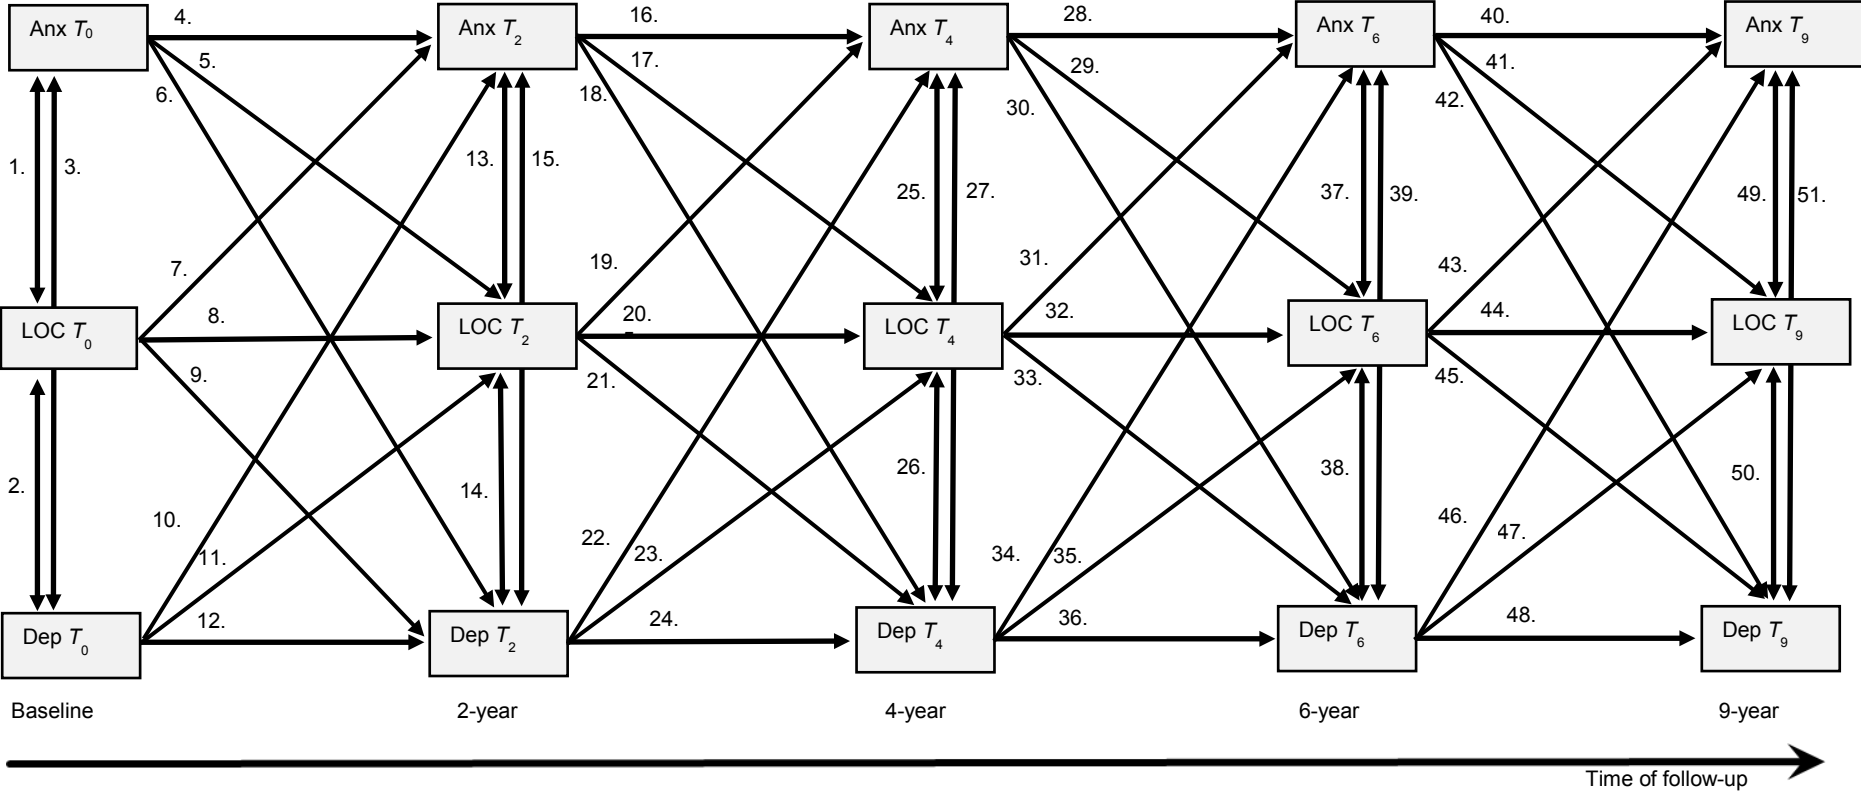 4. 16. 28. 40.
Anx T0 Anx T2 Anx T4 Anx T6 Anx T9
5. 17. 29. 41.
6. 18. 30. 42.
1. 3. 13. 15. 25. 27. 37. 39. 49. 51.
7. 19. 31. 43.
8. 20. 32. 44.
LOC T0 LOC T2 LOC T4 LOC T6 LOC T9
9. 21. 33. 45.
2. 14. 26. 38. 50.
10. 22. 34. 46.
11. 23. 35. 47.
12. 24. 36. 48.
Dep T0 Dep T2 Dep T4 Dep T6 Dep T9
Baseline 2-year 4-year 6-year 9-year
Time of follow-up